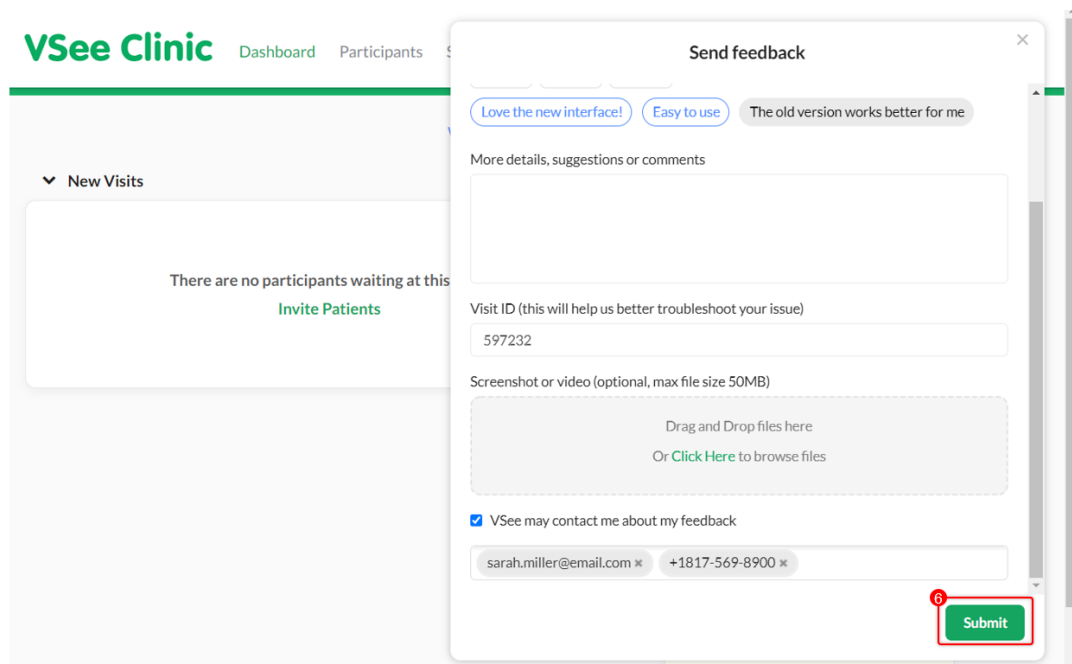 VSee Clinic
Dashboard Participants
Send feedback
Love the new interface! Easy to use The old version works better for me
More details, suggestions or comments
New Visits
There are no participants waiting at this
Invite Patients
Visit ID (this will help us better troubleshoot your issue)
597232
Screenshot or video (optional, max file size 50MB)
Drag and Drop files here
Or Click Here to browse files
VSee may contact me about my feedback
sarah.miller@email.com × +1817-569-8900 ×
6
Submit